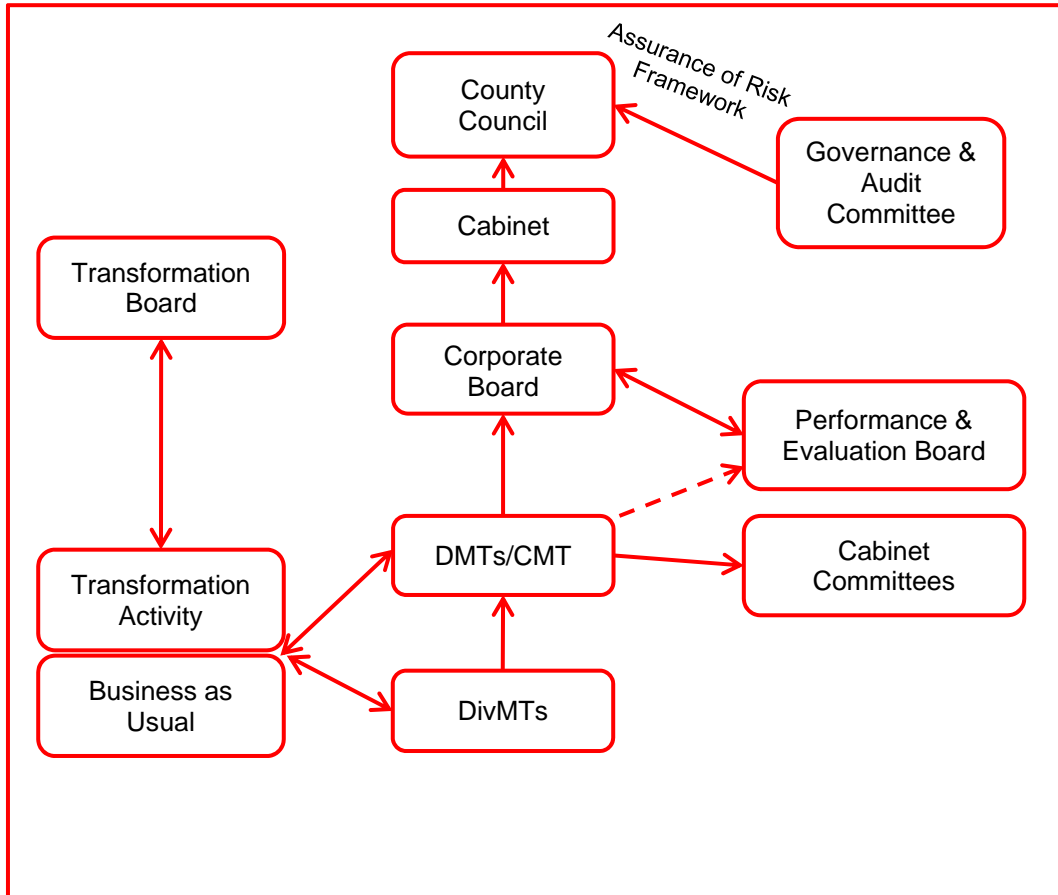 Assurance of Risk
Framework
County
Council
Governance &
Audit
Committee
Cabinet
Transformation
Board
Corporate
Board
Performance &
Evaluation Board
DMTs/CMT
Cabinet
Committees
Transformation
Activity
Business as
Usual
DivMTs